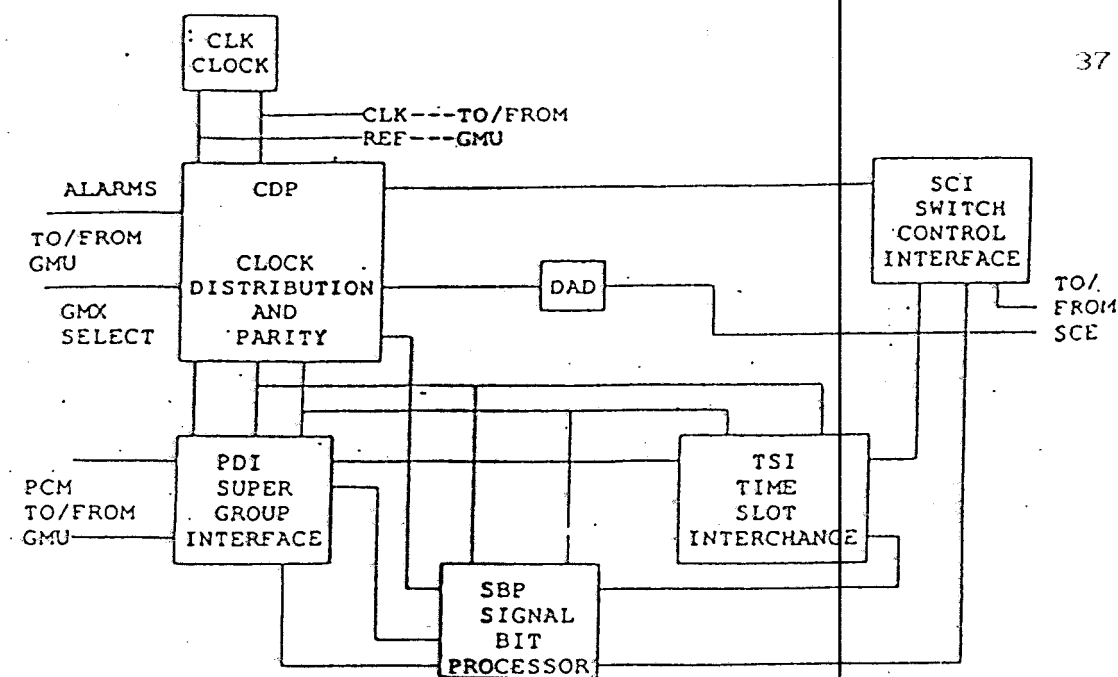 37
CLK
CLOCK
CLK---TO/FROM
REF---GMU
ALARMS
TO/FROM
GMU
GMX
SELECT
CDP
CLOCK
DISTRIBUTION
AND
PARITY
DAD
SCI
SWITCH
CONTROL
INTERFACE
TO/
FROM
SCE
PCM
TO/FROM
GMU
PDI
SUPER
GROUP
INTERFACE
TSI
TIME
SLOT
INTERCHANGE
SBP
SIGNAL
BIT
PROCESSOR